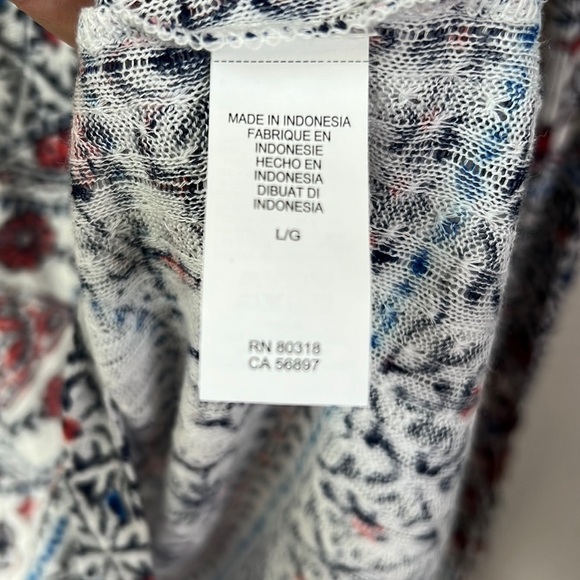 MADE IN INDONESIA
FABRIQUE EN
INDONESIE
HECHO EN
INDONESIA
DIBUAT DI
INDONESIA
L/G
RN 80318
CA 56897